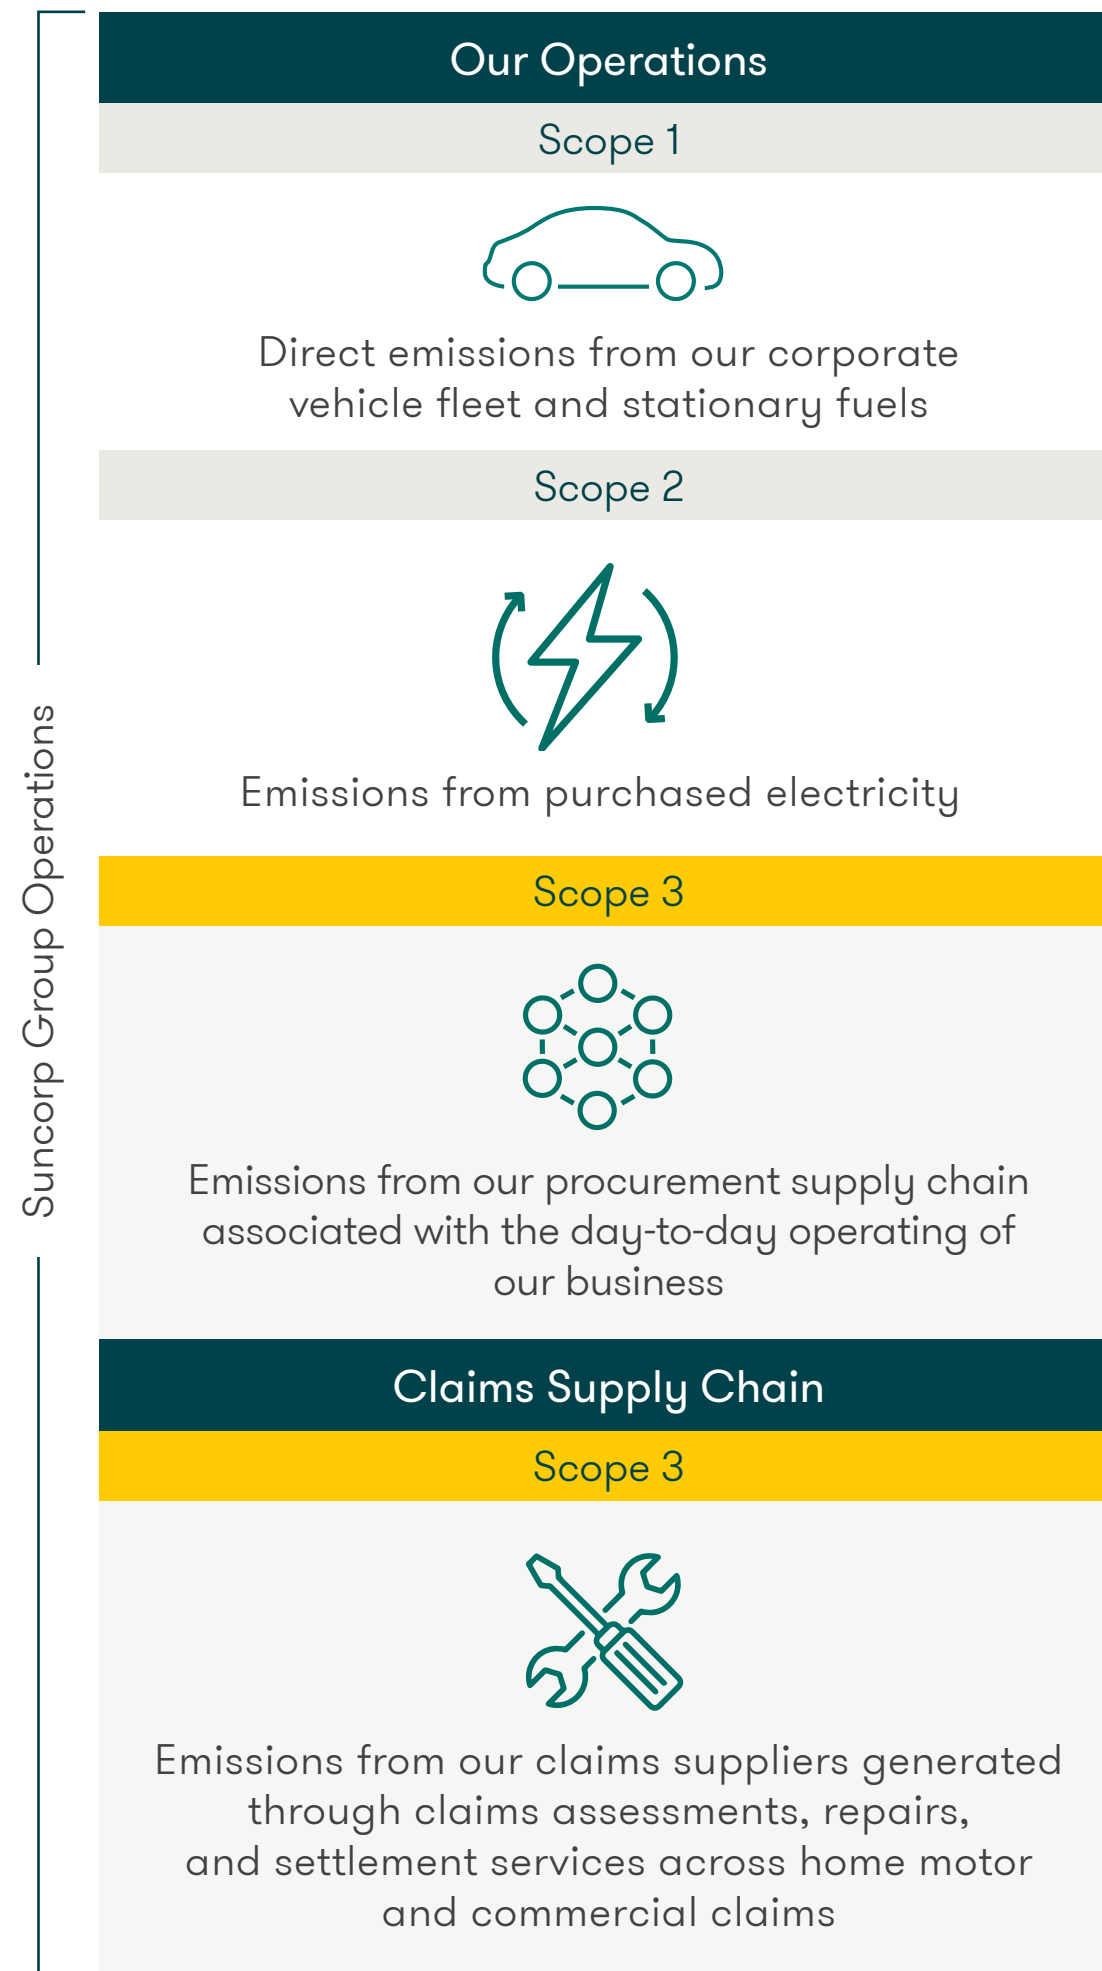 Suncorp Group Operations
Our Operations
Scope 1
Direct emissions from our corporate
vehicle fleet and stationary fuels
Scope 2
Emissions from purchased electricity
Scope 3
Emissions from our procurement supply chain
associated with the day-to-day operating of
our business
Claims Supply Chain
Scope 3
Emissions from our claims suppliers generated
through claims assessments, repairs,
and settlement services across home motor
and commercial claims